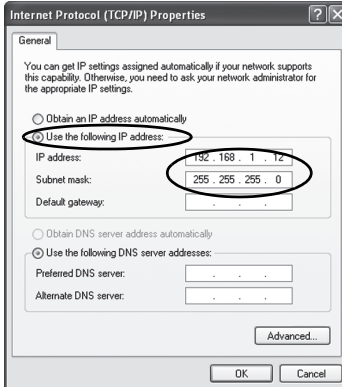 Internet Protocol (TCP/IP) Properties
General
You can get IP settings assigned automatically if your network supports
this capability. Otherwise, you need to ask your network administrator for
the appropriate IP settings.
Obtain an IP address automatically
Use the following IP address:
IP address: 192 . 168 . 1 . 12
Subnet mask: 255 . 255 . 255 . 0
Default gateway: . . .
Obtain DNS server address automatically
Use the following DNS server addresses:
Preferred DNS server: . . .
Alternate DNS server: . . .
Advanced...
OK Cancel